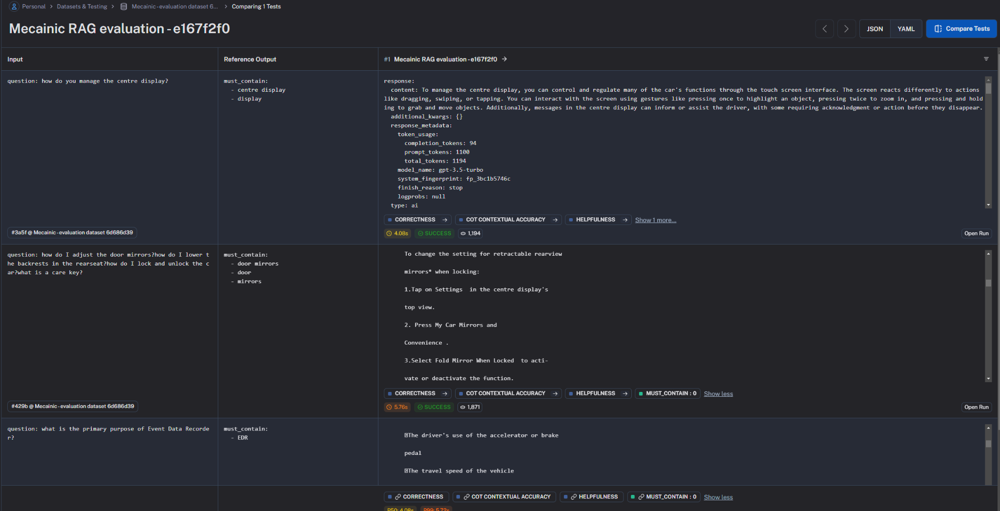 Personal > Datasets & Testing > Mecainic-evaluation dataset 6... > Comparing 1 Tests
Mecainic RAG evaluation - e167f2f0
JSON YAML Compare Tests
Input Reference Output #1 Mecainic RAG evaluation - e167f2f0 →
question: how do you manage the centre display?
must_contain:
- centre display
- display
response:
content: To manage the centre display, you can control and regulate many of the car's functions through the touch screen interface. The screen reacts differently to actions
like dragging, swiping, or tapping. You can interact with the screen using gestures like pressing once to highlight an object, pressing twice to zoom in, and pressing and hold
ing to grab and move objects. Additionally, messages in the centre display can inform or assist the driver, with some requiring acknowledgment or action before they disappear.
additional_kwargs: {}
response_metadata:
token_usage:
completion_tokens: 94
prompt_tokens: 1100
total_tokens: 1194
model_name: gpt-3.5-turbo
system_fingerprint: fp_3bc1b5746c
finish_reason: stop
logprobs: null
type: ai
CORRECTNESS → COT CONTEXTUAL ACCURACY → HELPFULNESS → Show 1 more...
#3a5f @ Mecainic-evaluation dataset 6d686d39
4.08s SUCCESS 1,194
Open Run
question: how do I adjust the door mirrors?how do I lower t
he backrests in the rearseat?how do I lock and unlock the c
ar?what is a care key?
must_contain:
- door mirrors
- door
- mirrors
To change the setting for retractable rearview
mirrors* when locking:
1.Tap on Settings  in the centre display's
top view.
2. Press My Car Mirrors and
Convenience .
3.Select Fold Mirror When Locked  to acti-
vate or deactivate the function.
CORRECTNESS → COT CONTEXTUAL ACCURACY → HELPFULNESS → MUST_CONTAIN : 0 Show less
#429b @ Mecainic-evaluation dataset 6d686d39
5.76s SUCCESS 1,871
Open Run
question: what is the primary purpose of Event Data Recorde
r?
must_contain:
- EDR
The driver's use of the accelerator or brake
pedal
The travel speed of the vehicle
CORRECTNESS COT CONTEXTUAL ACCURACY HELPFULNESS MUST_CONTAIN : 0 Show less
P50: 4.08s P99: 5.72s